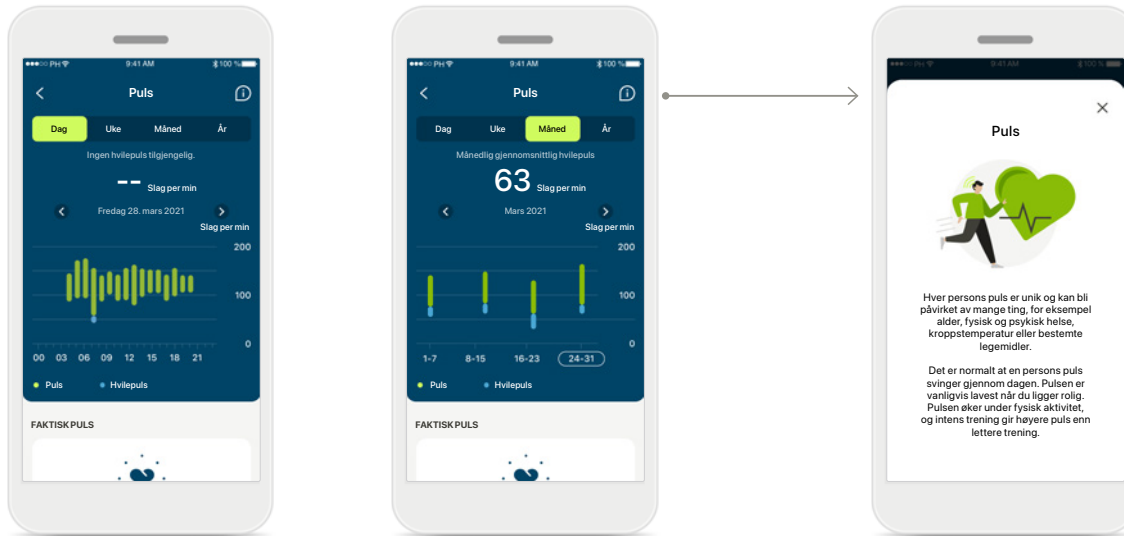 PH 9:41 AM 100 %
Puls
Dag Uke Måned År
Ingen hvilepuls tilgjengelig.
-- Slag per min
Fredag 28. mars 2021
Slag per min
200
100
0
00 03 06 09 12 15 18 21
Puls Hvilepuls
FAKTISK PULS
PH 9:41 AM 100 %
Puls
Dag Uke Måned År
Månedlig gjennomsnittlig hvilepuls
63 Slag per min
Mars 2021
Slag per min
200
100
0
1-7 8-15 16-23 24-31
Puls Hvilepuls
FAKTISK PULS
PH 9:41 AM 100 %
Puls
Hver persons puls er unik og kan bli
påvirket av mange ting, for eksempel
alder, fysisk og psykisk helse,
kroppstemperatur eller bestemte
legemidler.
Det er normalt at en persons puls
svinger gjennom dagen. Pulsen er
vanligvis lavest når du ligger rolig.
Pulsen øker under fysisk aktivitet,
og intens trening gir høyere puls enn
lettere trening.